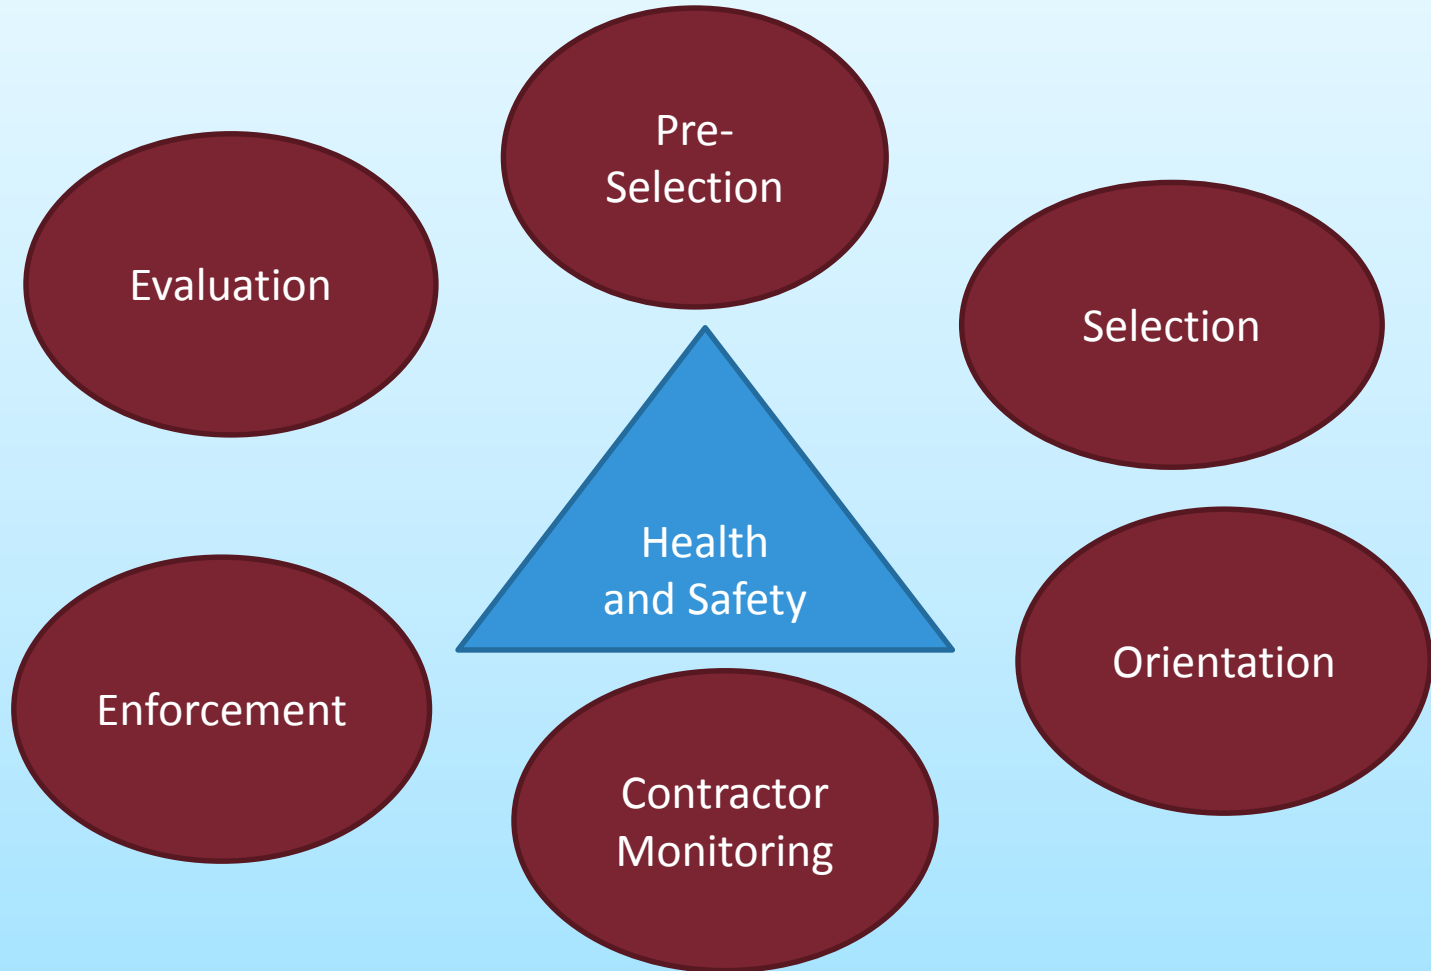 Pre-
Selection
Evaluation
Selection
Health
and Safety
Orientation
Enforcement
Contractor
Monitoring